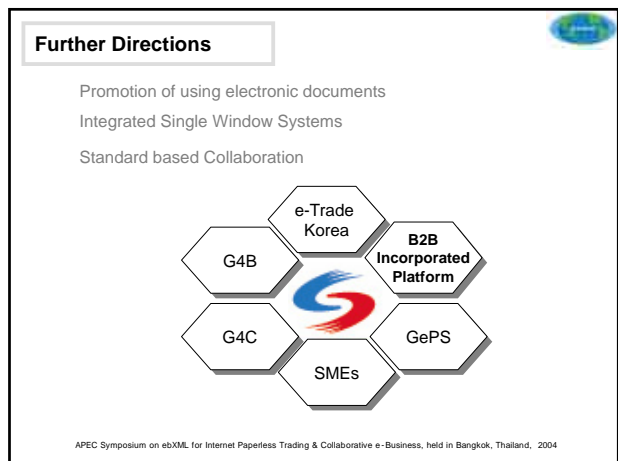 Further Directions
Promotion of using electronic documents
Integrated Single Window Systems
Standard based Collaboration
e-Trade
Korea
B2B
Incorporated
Platform
G4B
G4C
GePS
SMEs
APEC Symposium on ebXML for Internet Paperless Trading & Collaborative e-Business, held in Bangkok, Thailand, 2004